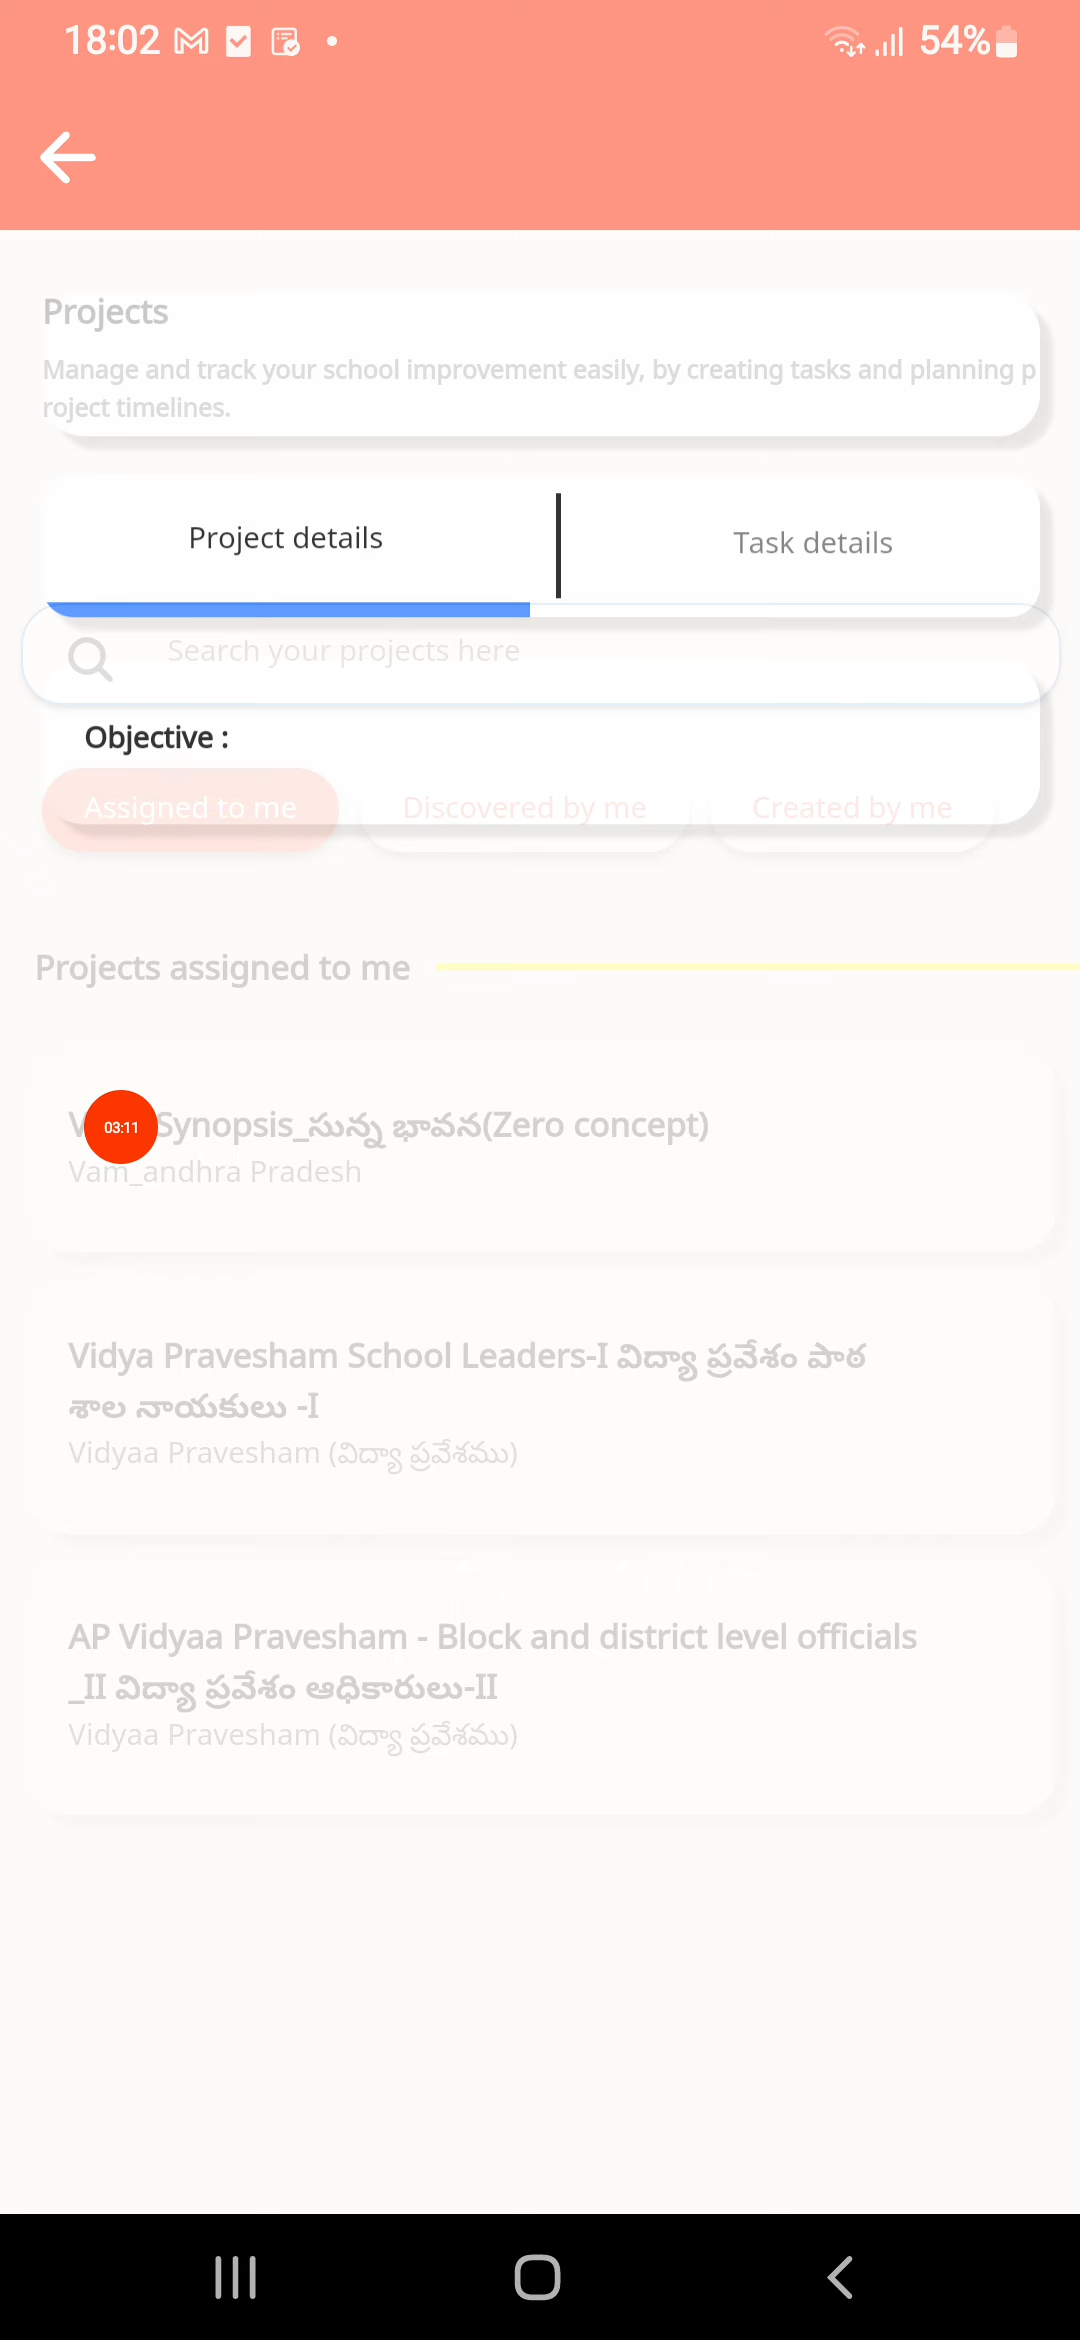 18:02
54%
Projects
Manage and track your school improvement easily, by creating tasks and planning p
roject timelines.
Project details
Task details
Search your projects here
Objective :
Assigned to me
Discovered by me
Created by me
Projects assigned to me
Synopsis_సున్న భావన(Zero concept)
03:11
Vam_andhra Pradesh
Vidya Pravesham School Leaders-I విద్యా ప్రవేశం పాఠ
శాల నాయకులు -I
Vidyaa Pravesham (విద్యా ప్రవేశము)
AP Vidyaa Pravesham - Block and district level officials
_II విద్యా ప్రవేశం ఆధికారులు-II
Vidyaa Pravesham (విద్యా ప్రవేశము)